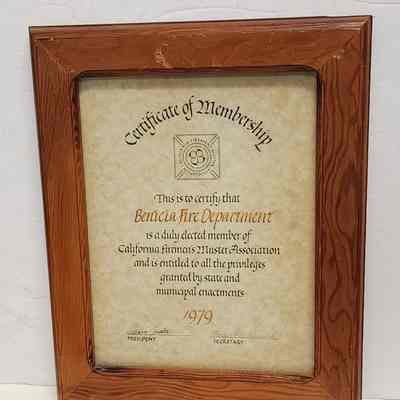 Certificate of Membership
This is to certify that
Benicia Fire Department
is a duly elected member of
California Firemen's Muster Association
and is entitled to all the privileges
granted by state and
municipal enactments
1979
PRESIDENT
SECRETARY